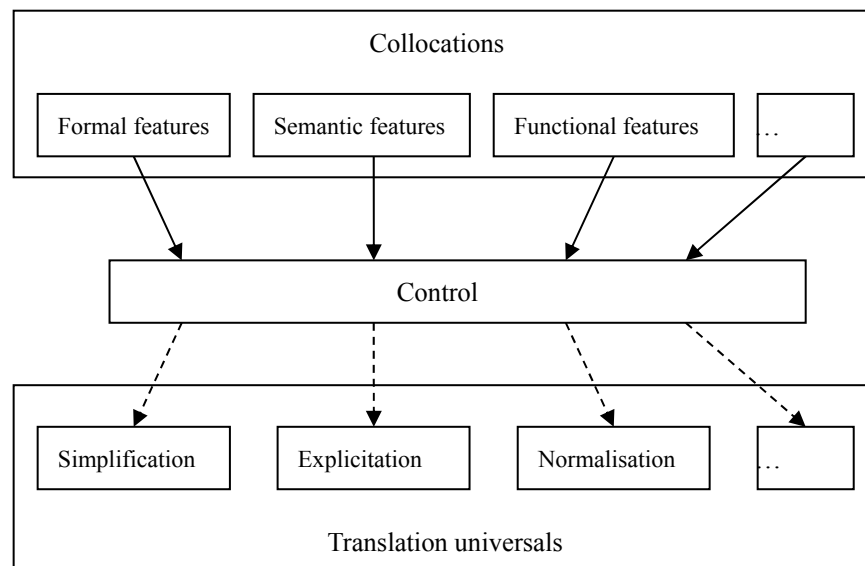 Collocations
Formal features
Semantic features
Functional features
…
Control
Simplification
Explicitation
Normalisation
…
Translation universals